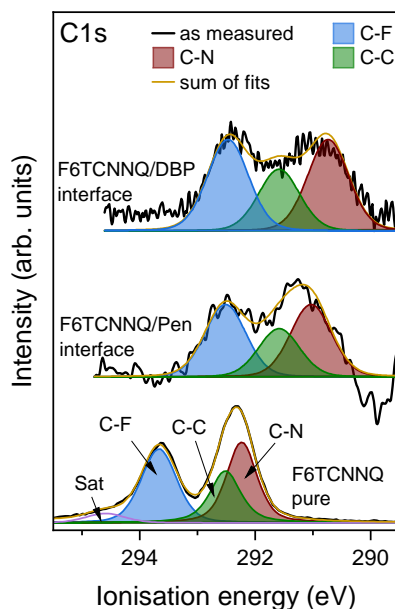 C1s
as measured
C-F
C-N
C-C
sum of fits
F6TCNNQ/DBP
interface
F6TCNNQ/Pen
interface
C-F
C-C
C-N
Sat
F6TCNNQ
pure
294
292
290
Ionisation energy (eV)
Intensity (arb. units)